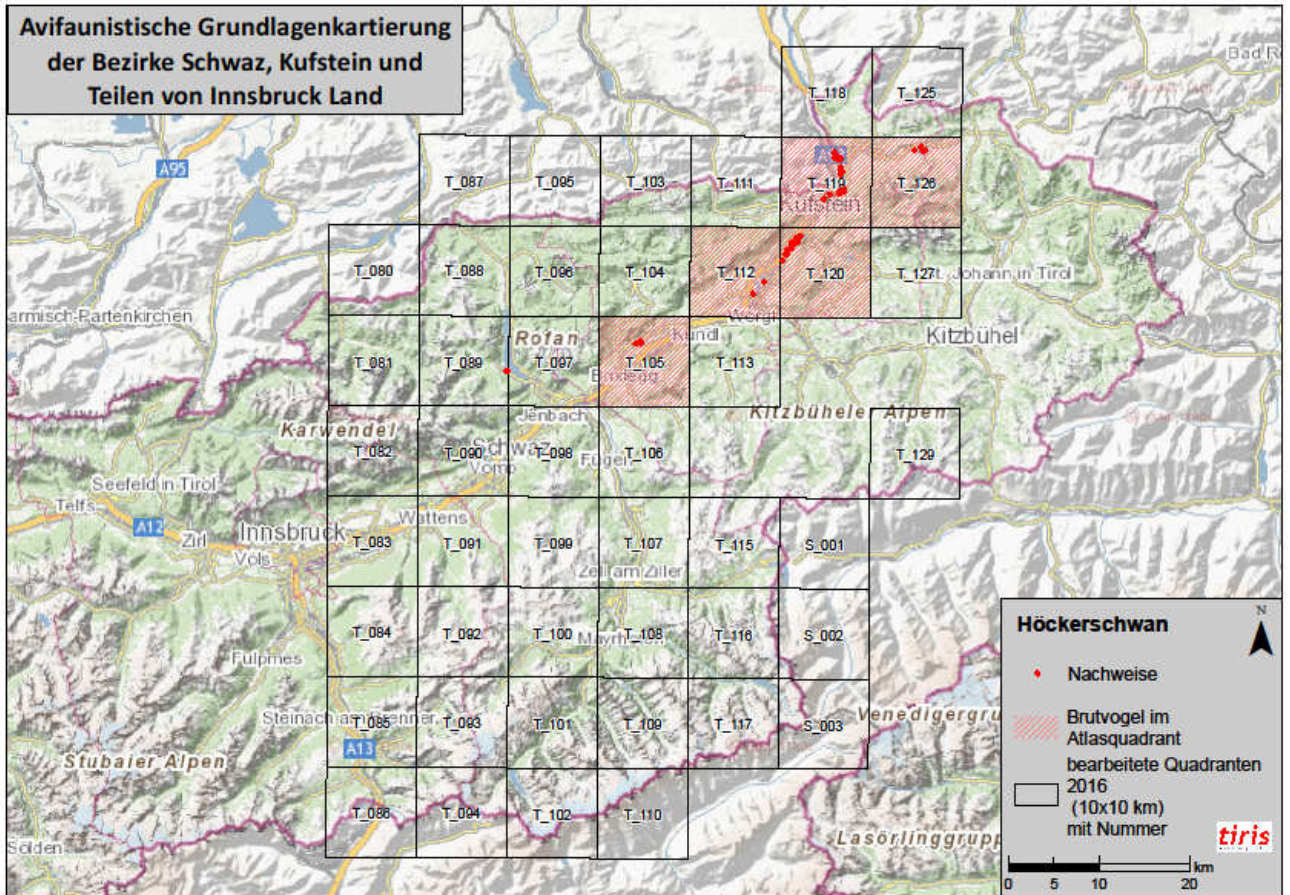 Avifaunistische Grundlagenkartierung
der Bezirke Schwaz, Kufstein und
Teilen von Innsbruck Land
Bad R
T_118
T_125
A95
T_087
T_095
T_103
T_111
T_119
T_126
Kufstein
T_080
T_088
T_096
T_104
T_112
T_120
T_127
t. Johann in Tirol
armisch-Partenkirchen
Wörgl
Kundl
Kitzbühel
Rofan
T_081
T_089
T_097
T_105
T_113
Jenbach
Kitzbüheler Alpen
Karwendel
Schwaz
T_082
T_090
T_098
T_106
T_129
Vomp
Fügen
Seefeld in Tirol
Telfs
A12
Innsbruck
Wattens
Zirl
Völs
T_083
T_091
T_099
T_107
T_115
S_001
Zell am Ziller
T_084
T_092
T_100
T_108
T_116
S_002
Fulpmes
Steinach am Brenner
T_085
T_093
T_101
T_109
T_117
S_003
Venedigergru
A13
Stubaier Alpen
T_086
T_094
T_102
T_110
Lasörlinggrupp
Sölden
N
Höckerschwan
Nachweise
Brutvogel im
Atlasquadrant
bearbeitete Quadranten
2016
(10x10 km)
mit Nummer
tiris
km
0 5 10 20